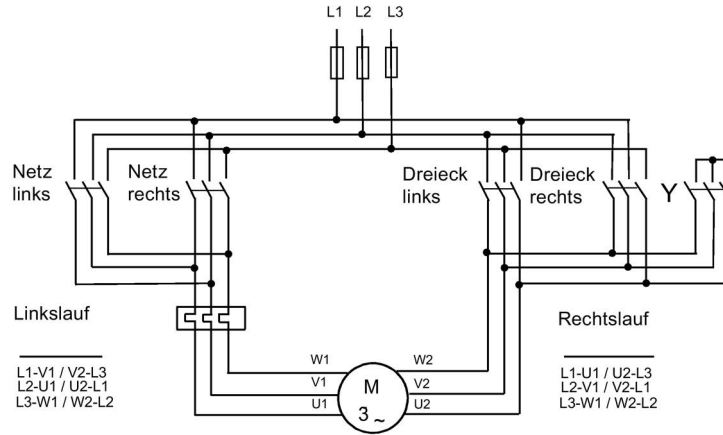 L1 L2 L3
Netz links
Netz rechts
Dreieck links
Dreieck rechts
Y
Linkslauf
L1-V1 / V2-L3
L2-U1 / U2-L1
L3-W1 / W2-L2
W1
V1
U1
M
3 ~
W2
V2
U2
Rechtslauf
L1-U1 / U2-L3
L2-V1 / V2-L1
L3-W1 / W2-L2